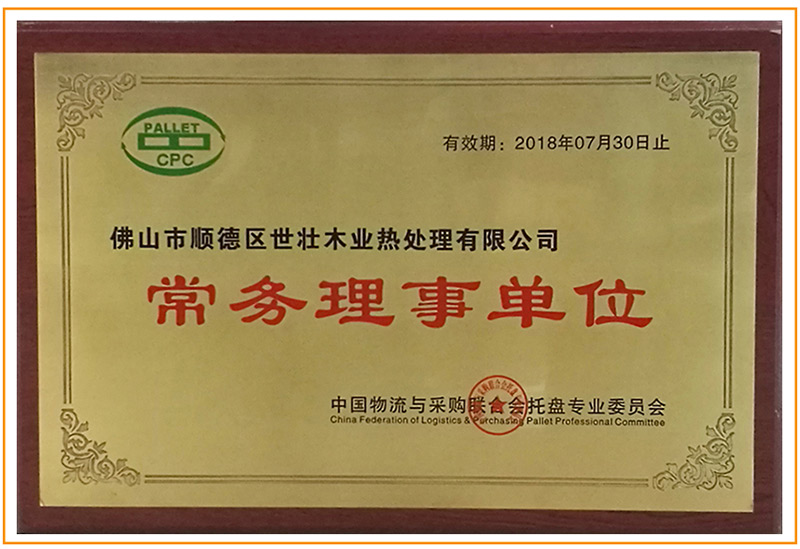 PALLET
CPC
有效期：2018年07月30日止
佛山市顺德区世壮木业热处理有限公司
常务理事单位
中国物流与采购联合会托盘专业委员会
China Federation of Logistics & Purchasing Pallet Professional Committee